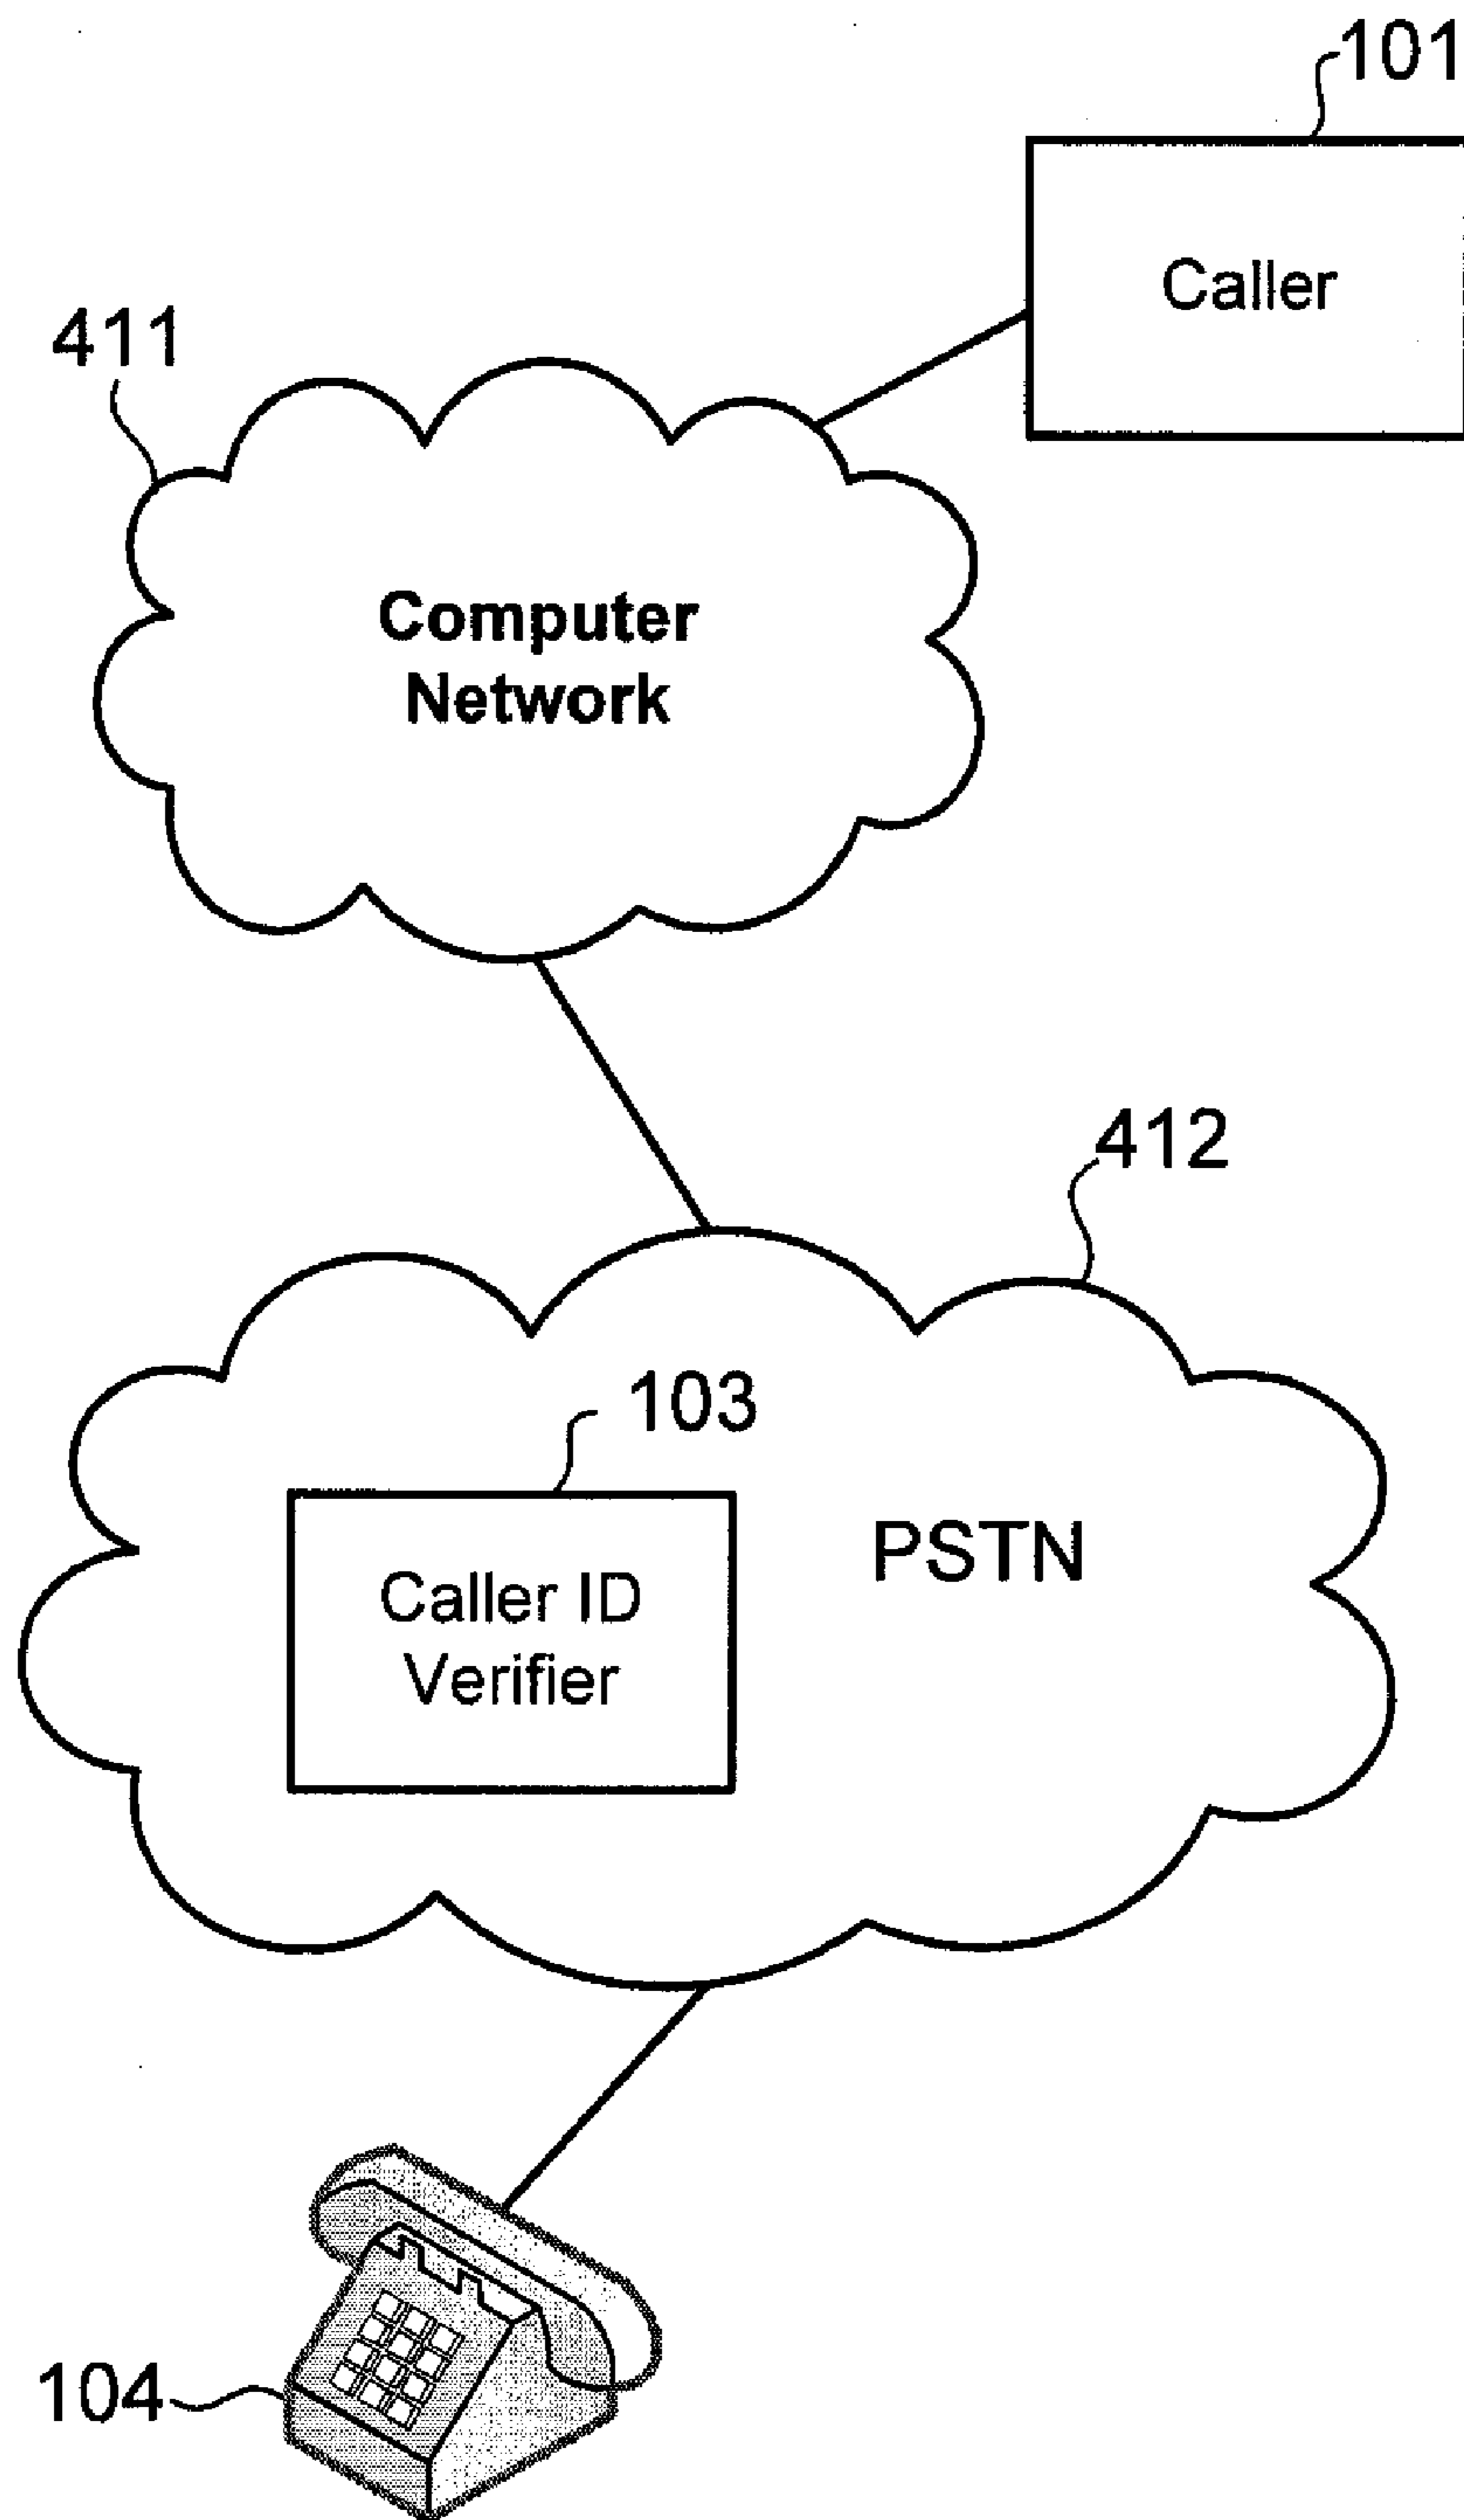 101
Caller
411
Computer
Network
412
103
PSTN
Caller ID
Verifier
104